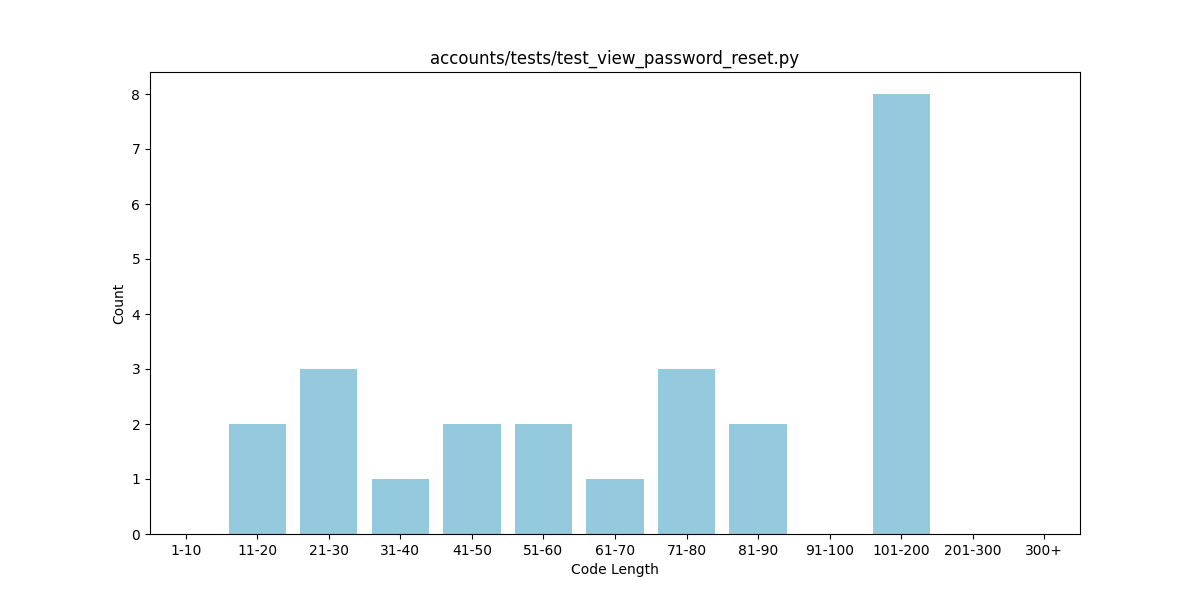 accounts/tests/test_view_password_reset.py
8
7
6
5
4
3
2
1
0
Count
1-10 11-20 21-30 31-40 41-50 51-60 61-70 71-80 81-90 91-100 101-200 201-300 300+
Code Length